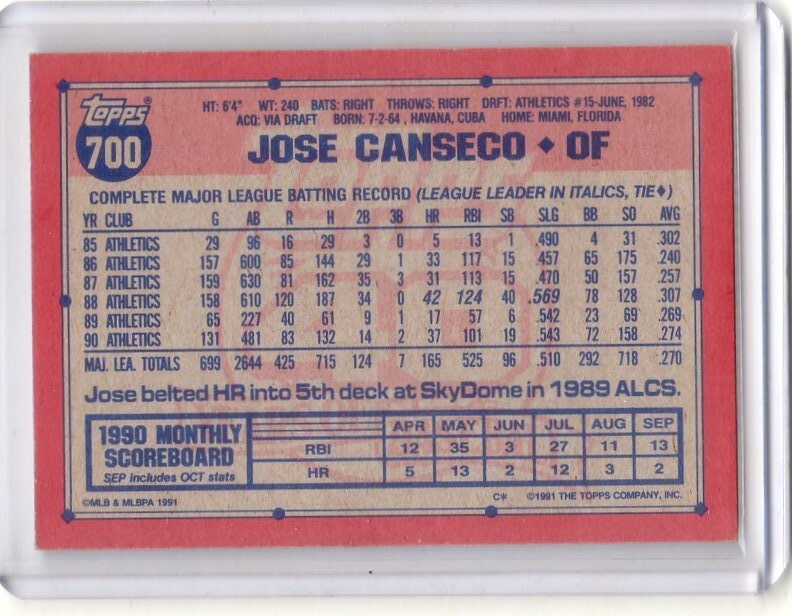 Topps®
700
HT: 6'4" WT: 240 BATS: RIGHT THROWS: RIGHT DRFT: ATHLETICS #15-JUNE, 1982
ACQ: VIA DRAFT BORN: 7-2-64, HAVANA, CUBA HOME: MIAMI, FLORIDA
JOSE CANSECO ♦ OF
COMPLETE MAJOR LEAGUE BATTING RECORD (LEAGUE LEADER IN ITALICS, TIE♦)
YR CLUB G AB R H 2B 3B HR RBI SB SLG BB SO AVG
85 ATHLETICS 29 96 16 29 3 0 5 13 1 .490 4 31 .302
86 ATHLETICS 157 600 85 144 29 1 33 117 15 .457 65 175 .240
87 ATHLETICS 159 630 81 162 35 3 31 113 15 .470 50 157 .257
88 ATHLETICS 158 610 120 187 34 0 42 124 40 .569 78 128 .307
89 ATHLETICS 65 227 40 61 9 1 17 57 6 .542 23 69 .269
90 ATHLETICS 131 481 83 132 14 2 37 101 19 .543 72 158 .274
MAJ. LEA. TOTALS 699 2644 425 715 124 7 165 525 96 .510 292 718 .270
Jose belted HR into 5th deck at SkyDome in 1989 ALCS.
1990 MONTHLY
SCOREBOARD
SEP includes OCT stats
APR MAY JUN JUL AUG SEP
RBI 12 35 3 27 11 13
HR 5 13 2 12 3 2
©MLB & MLBPA 1991 C* ©1991 THE TOPPS COMPANY, INC.